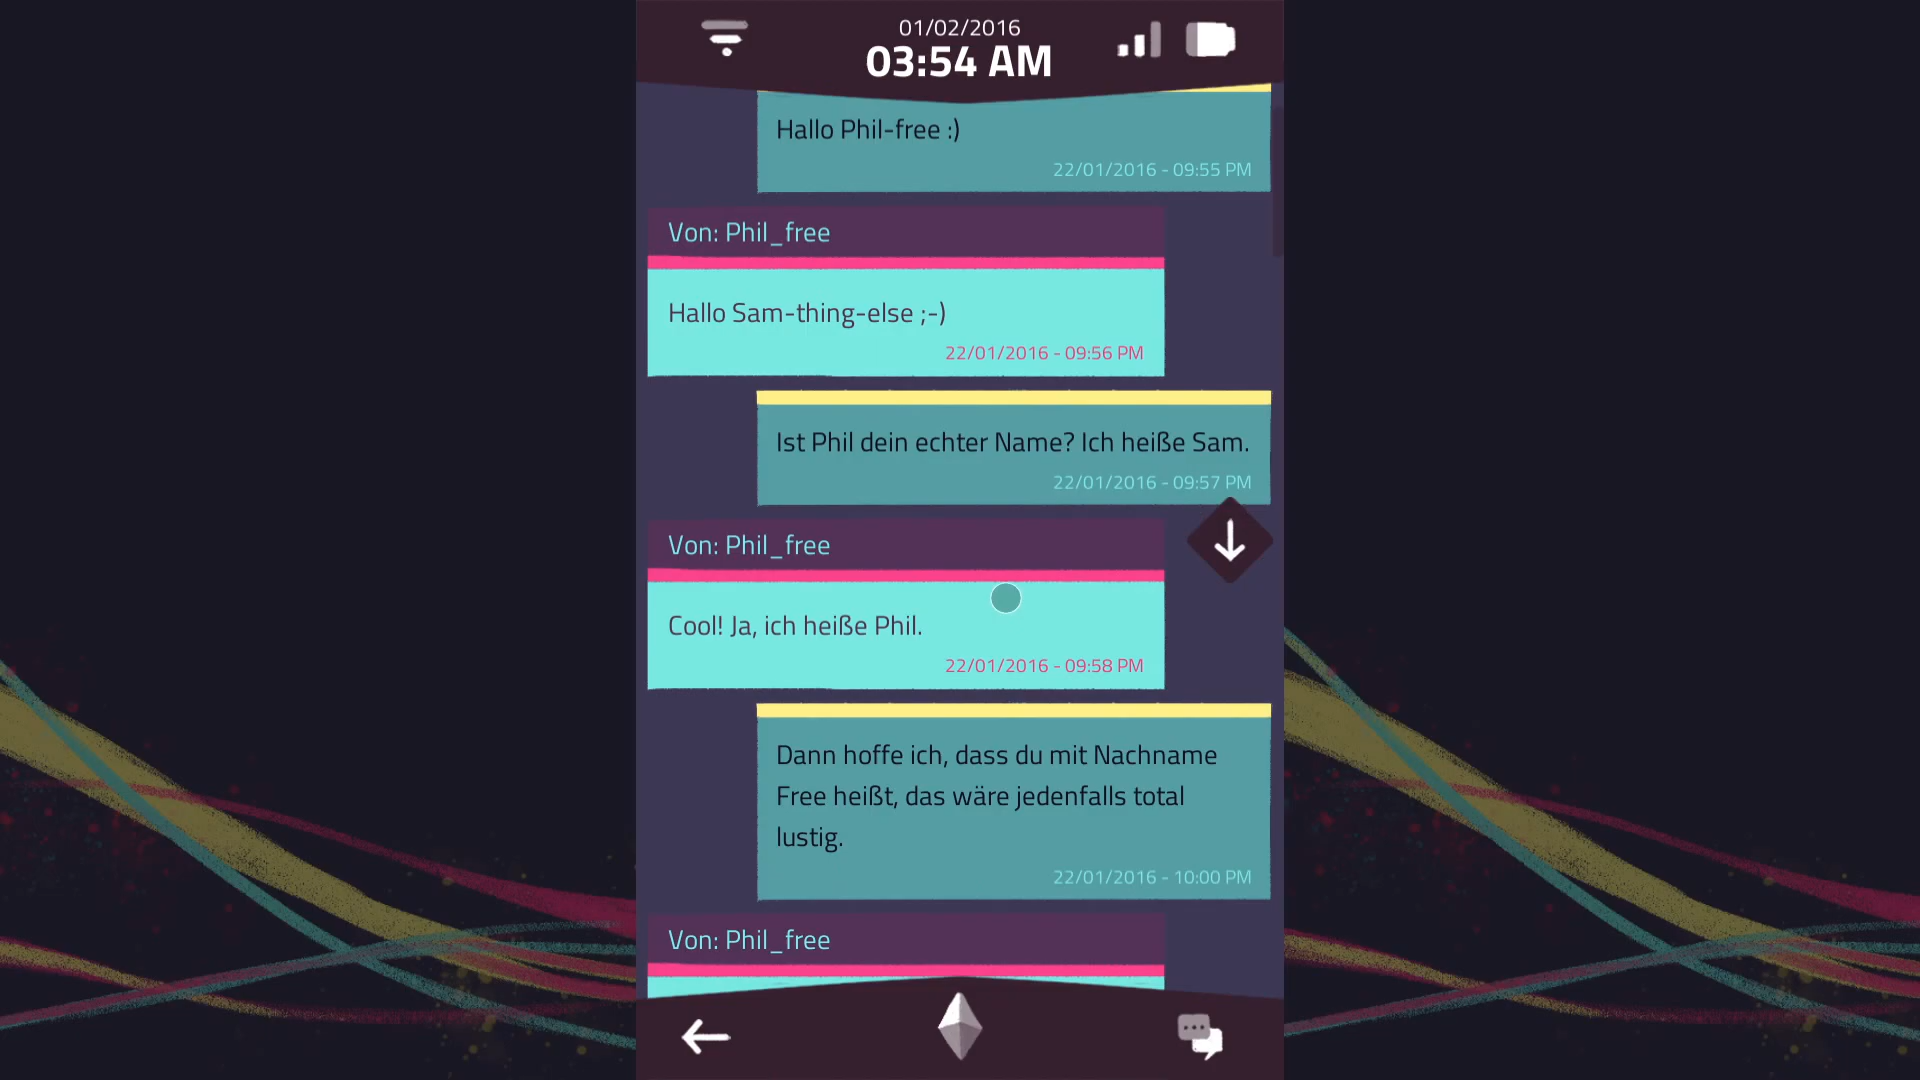 01/02/2016
03:54 AM
Hallo Phil-free :)
22/01/2016 - 09:55 PM
Von: Phil_free
Hallo Sam-thing-else ;-)
22/01/2016 - 09:56 PM
Ist Phil dein echter Name? Ich heiße Sam.
22/01/2016 - 09:57 PM
Von: Phil_free
Cool! Ja, ich heiße Phil.
22/01/2016 - 09:58 PM
Dann hoffe ich, dass du mit Nachname
Free heißt, das wäre jedenfalls total
lustig.
22/01/2016 - 10:00 PM
Von: Phil_free